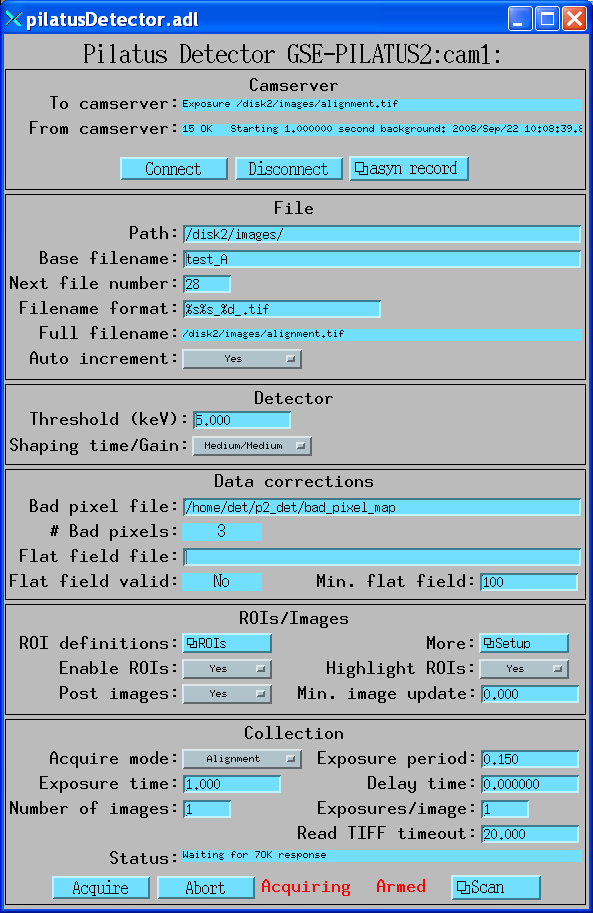 pilatusDetector.adl
Pilatus Detector GSE-PILATUS2:cam1:
Camserver
To camserver: Exposure /disk2/images/alignment.tif
From camserver: 15 OK Starting 1.000000 second background: 2008/Sep/22 10:08:39.8
Connect Disconnect asyn record
File
Path: /disk2/images/
Base filename: test_A
Next file number: 28
Filename format: %s%s_%d_.tif
Full filename: /disk2/images/alignment.tif
Auto increment: Yes
Detector
Threshold (keV): 5.000
Shaping time/Gain: Medium/Medium
Data corrections
Bad pixel file: /home/det/p2_det/bad_pixel_map
# Bad pixels: 3
Flat field file:
Flat field valid: No Min. flat field: 100
ROIs/Images
ROI definitions: ROIs More: Setup
Enable ROIs: Yes Highlight ROIs: Yes
Post images: Yes Min. image update: 0.000
Collection
Acquire mode: Alignment Exposure period: 0.150
Exposure time: 1.000 Delay time: 0.000000
Number of images: 1 Exposures/image: 1
Read TIFF timeout: 20.000
Status: Waiting for 7OK response
Acquire Abort Acquiring Armed Scan